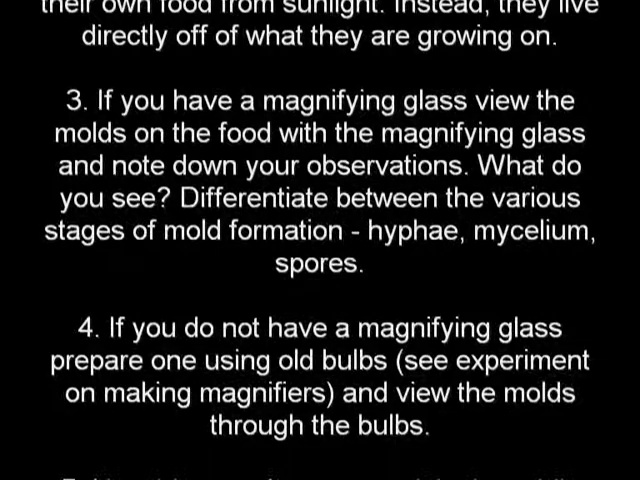 their own food from sunlight. Instead, they live
directly off of what they are growing on.
3. If you have a magnifying glass view the
molds on the food with the magnifying glass
and note down your observations. What do
you see? Differentiate between the various
stages of mold formation - hyphae, mycelium,
spores.
4. If you do not have a magnifying glass
prepare one using old bulbs (see experiment
on making magnifiers) and view the molds
through the bulbs.